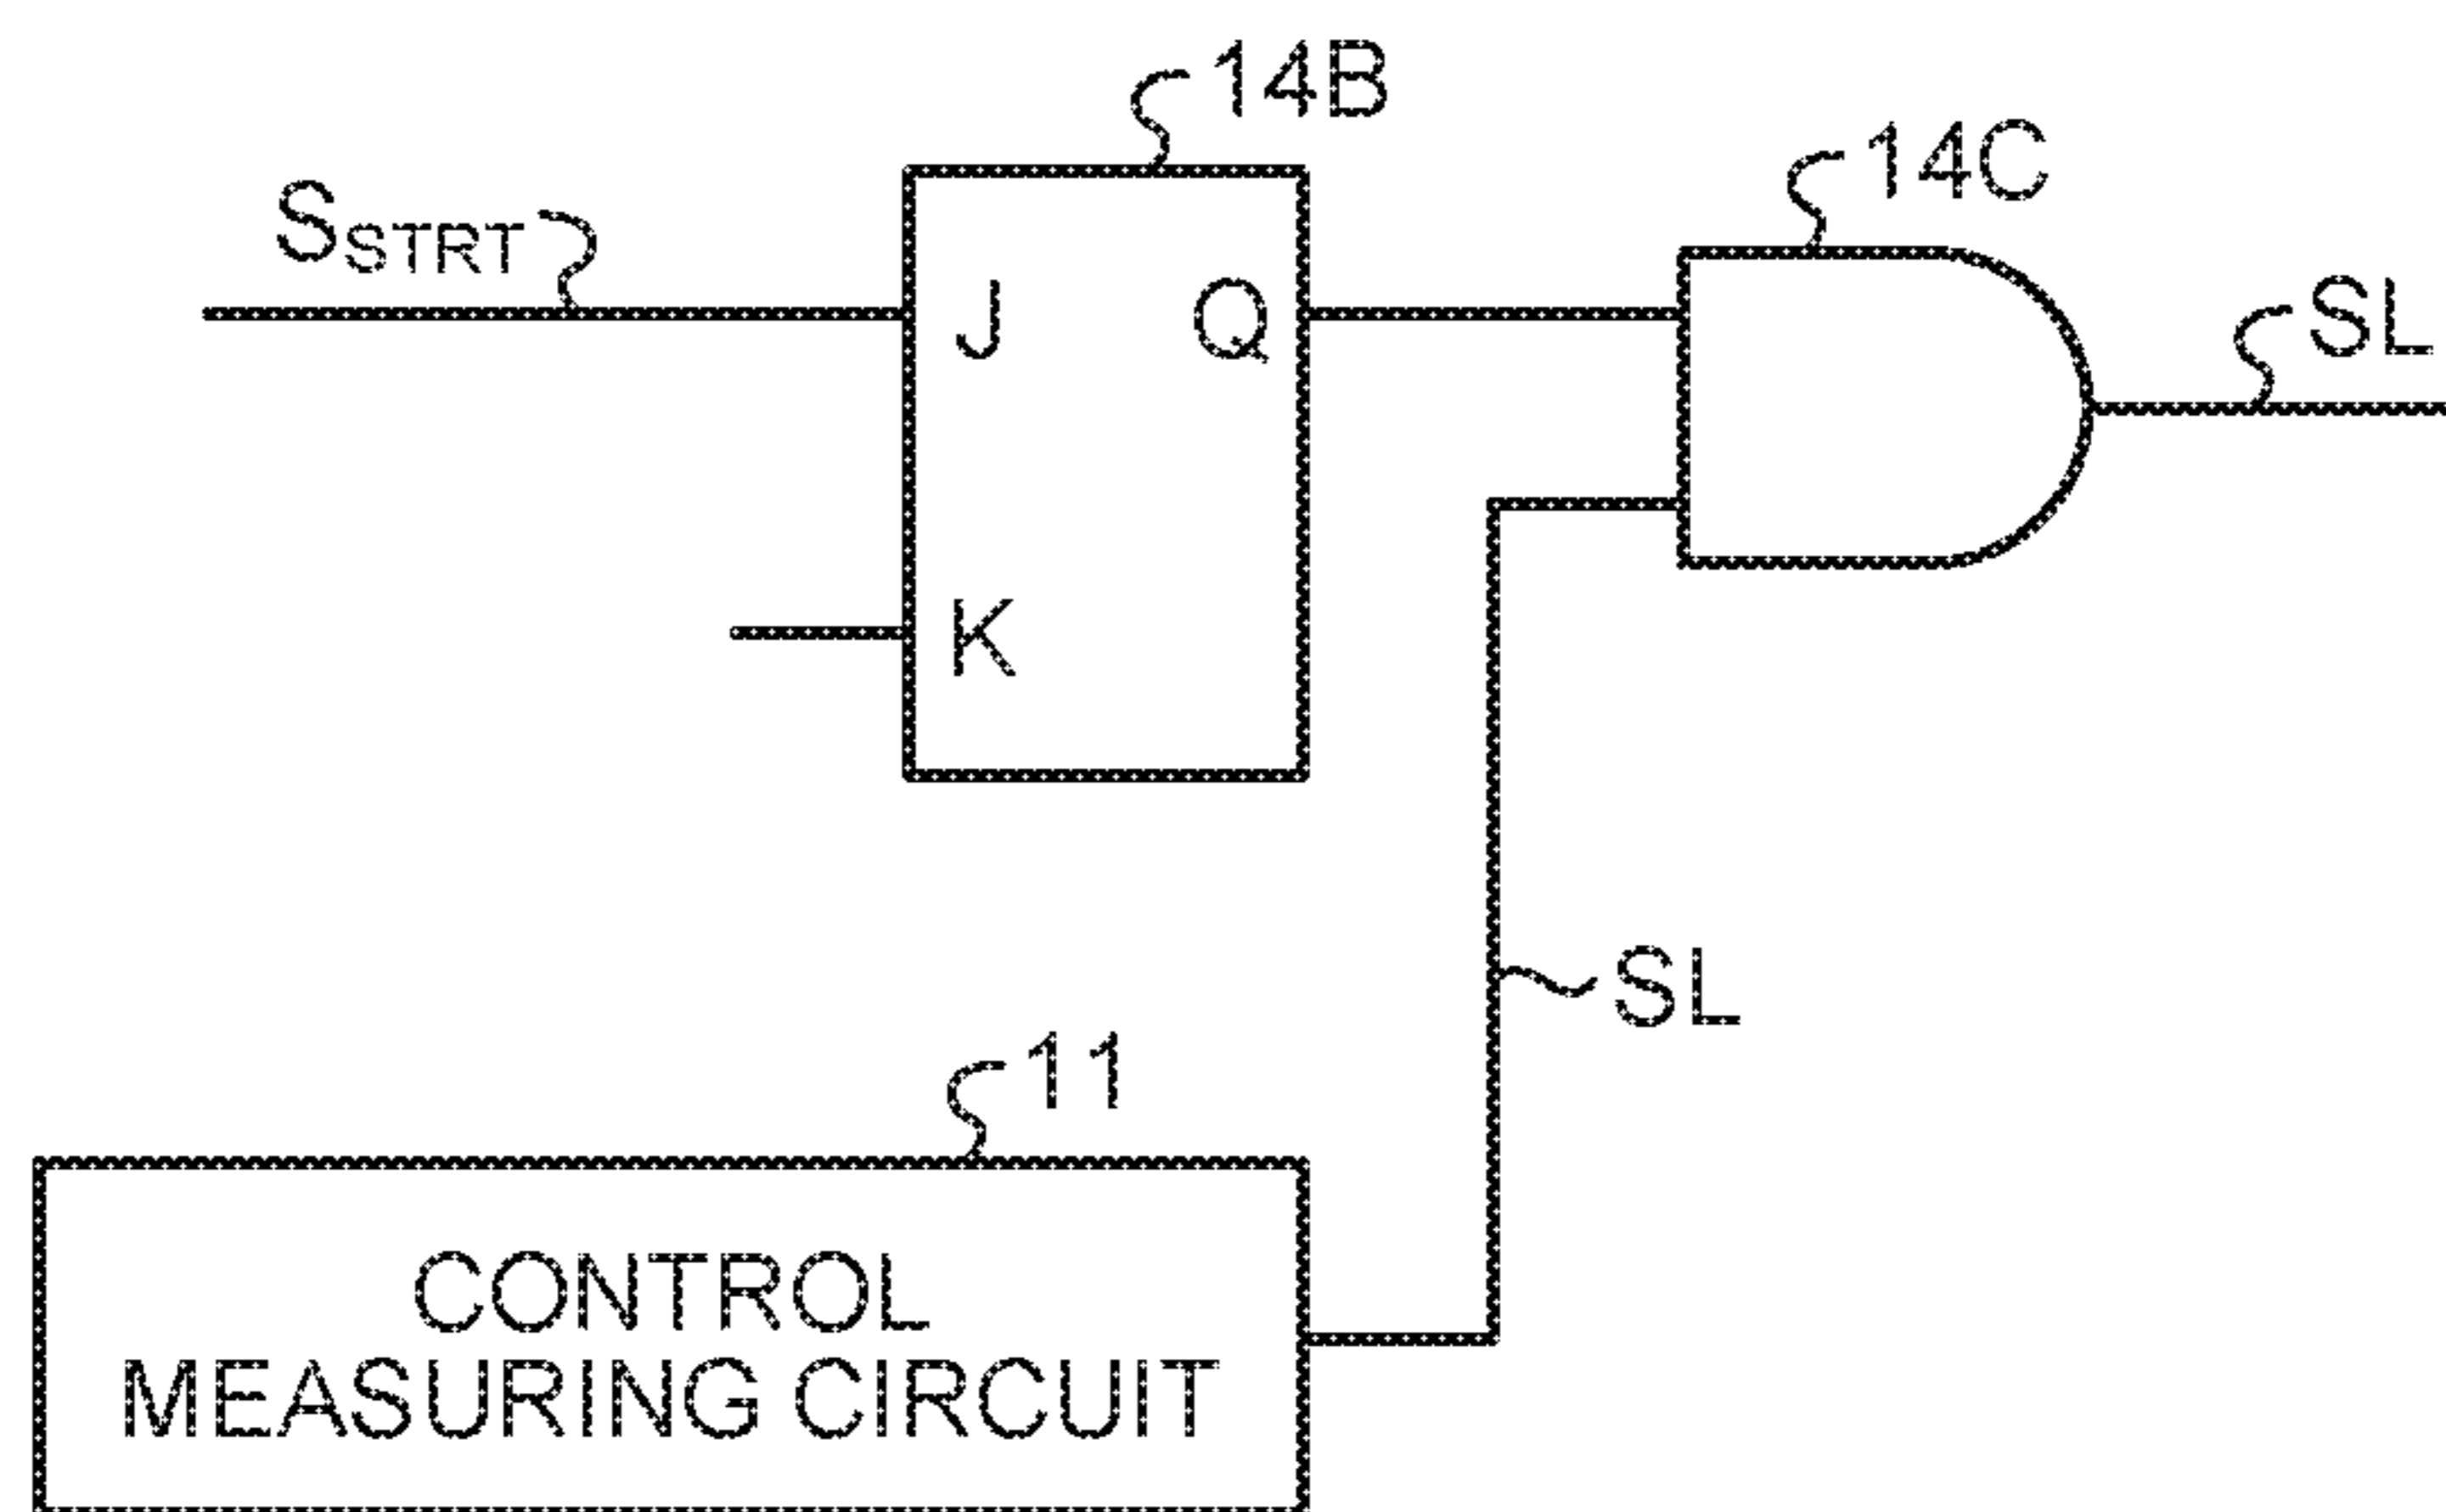 14B
14C
SSTRT
SL
J Q
K
SL
11
CONTROL
MEASURING CIRCUIT